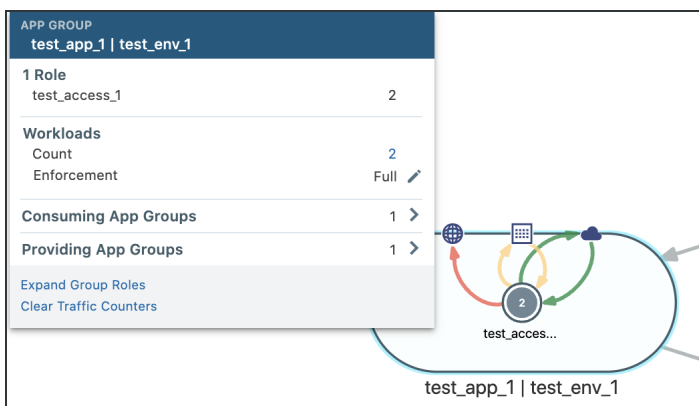 APP GROUP
test_app_1 | test_env_1
1 Role
test_access_1 2
Workloads
Count 2
Enforcement Full
Consuming App Groups 1
Providing App Groups 1
Expand Group Roles
Clear Traffic Counters
2
test_acces...
test_app_1 | test_env_1